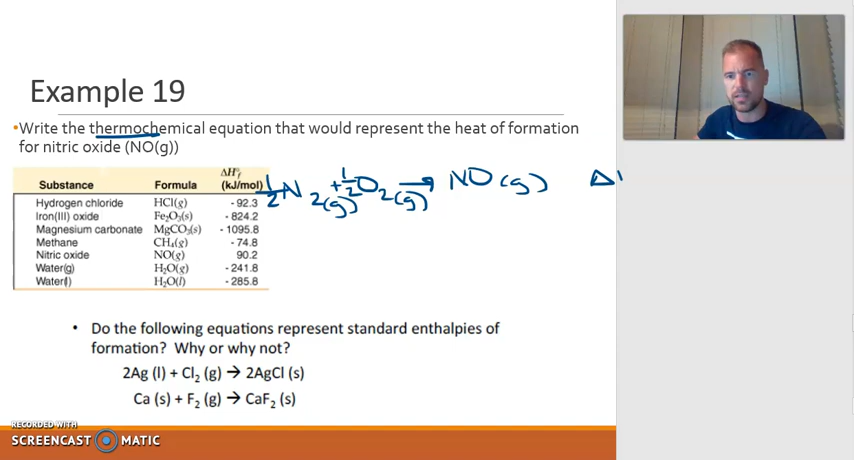 Example 19
•Write the thermochemical equation that would represent the heat of formation
for nitric oxide (NO(g))
½N₂(g) + ½O₂(g) → NO(g) ΔH
Substance Formula ΔH°f (kJ/mol)
Hydrogen chloride HCl(g) - 92.3
Iron(III) oxide Fe₂O₃(s) - 824.2
Magnesium carbonate MgCO₃(s) - 1095.8
Methane CH₄(g) - 74.8
Nitric oxide NO(g) 90.2
Water(g) H₂O(g) - 241.8
Water(l) H₂O(l) - 285.8
• Do the following equations represent standard enthalpies of
formation? Why or why not?
2Ag (l) + Cl₂ (g) → 2AgCl (s)
Ca (s) + F₂ (g) → CaF₂ (s)
RECORDED WITH
SCREENCAST MATIC